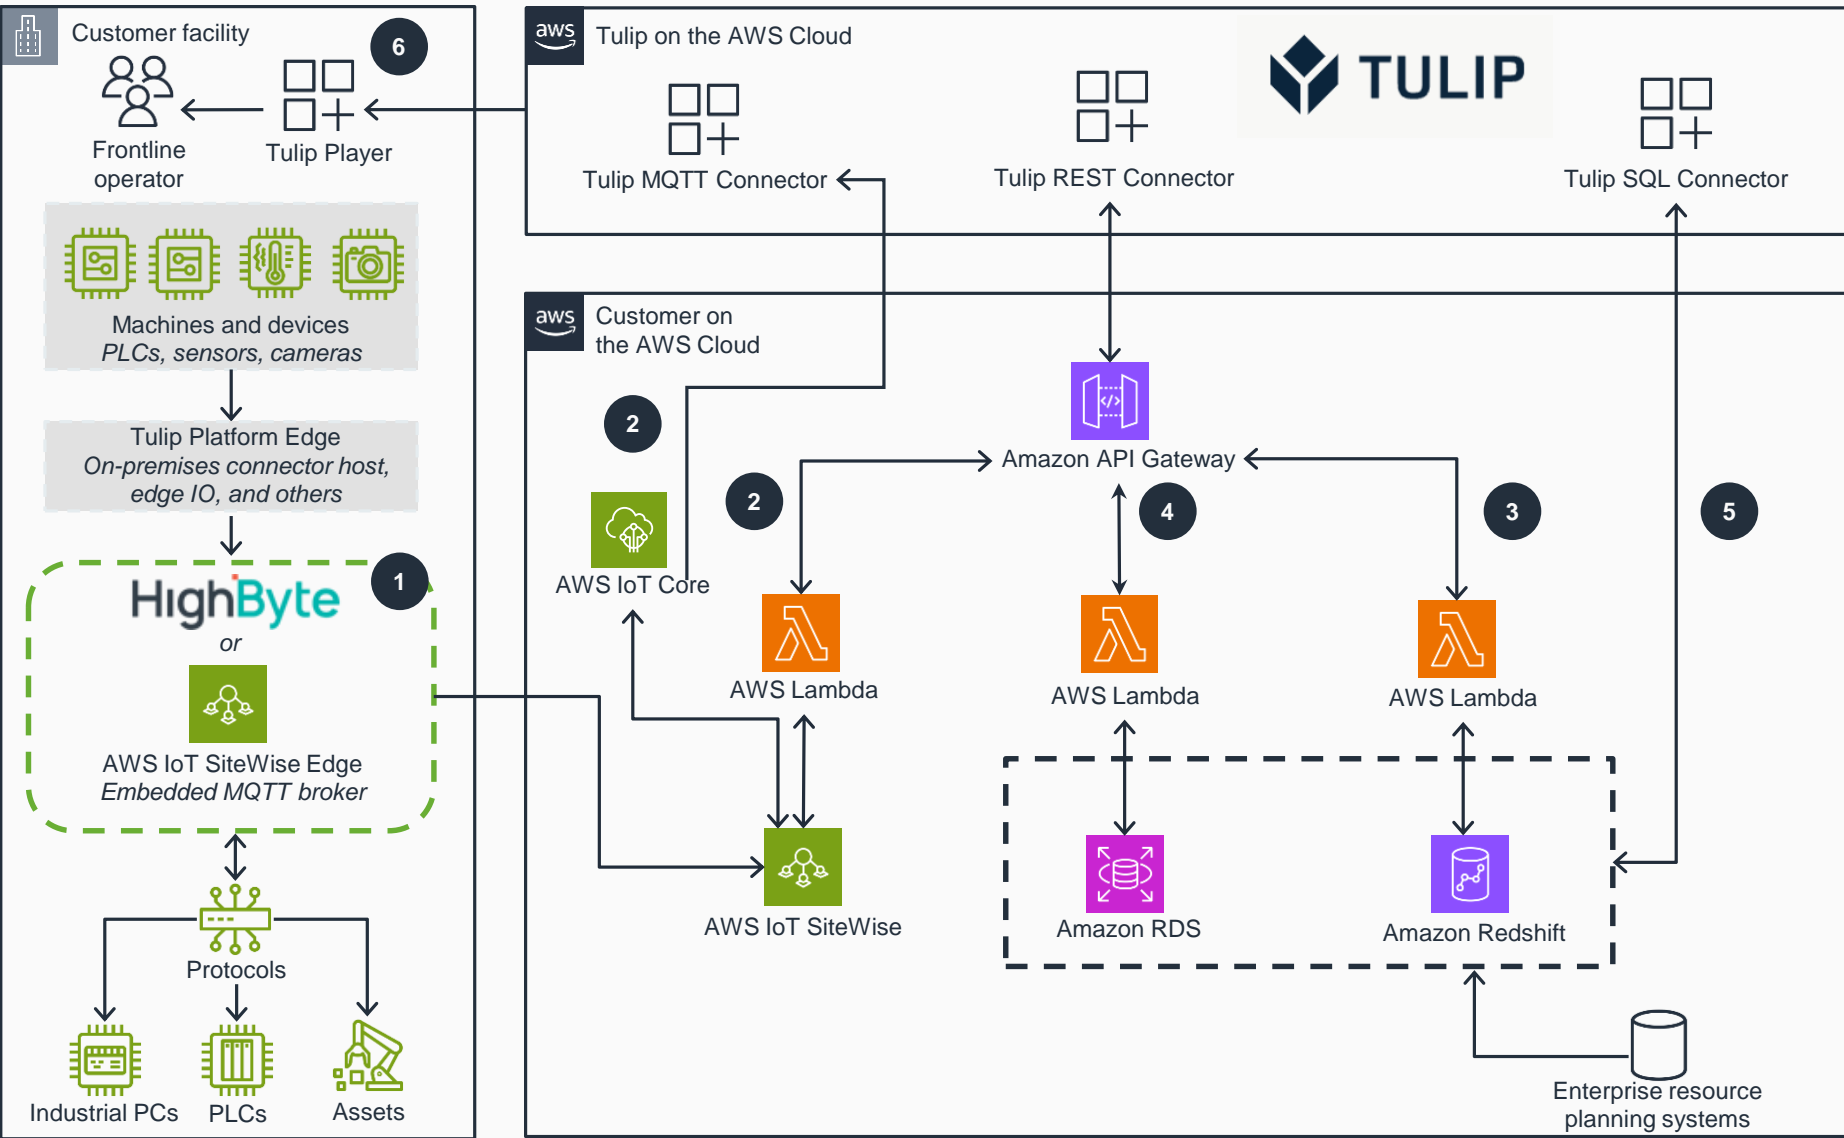 Customer facility
6
Frontline
operator
Tulip Player
Machines and devices
PLCs, sensors, cameras
Tulip Platform Edge
On-premises connector host,
edge IO, and others
1
HighByte
or
AWS IoT SiteWise Edge
Embedded MQTT broker
Protocols
Industrial PCs
PLCs
Assets
aws
Tulip on the AWS Cloud
TULIP
Tulip MQTT Connector
Tulip REST Connector
Tulip SQL Connector
aws
Customer on
the AWS Cloud
2
</>
Amazon API Gateway
2
4
3
5
AWS IoT Core
AWS Lambda
AWS Lambda
AWS Lambda
AWS IoT SiteWise
Amazon RDS
Amazon Redshift
Enterprise resource
planning systems